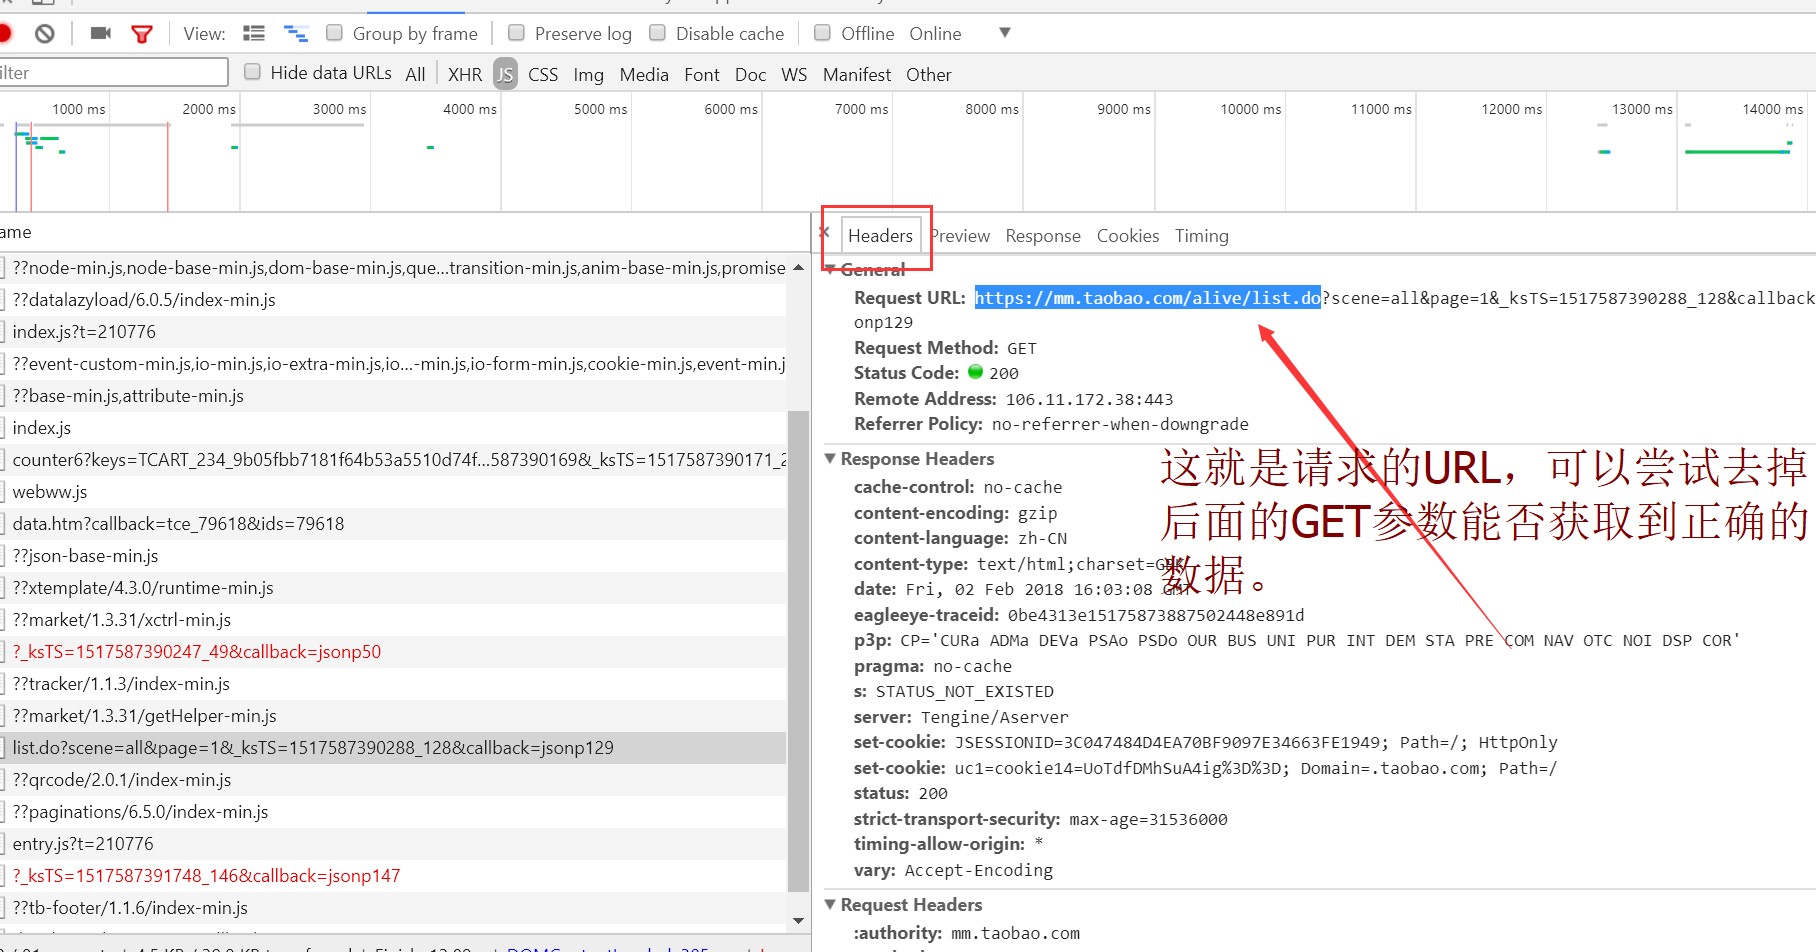 View: Group by frame Preserve log Disable cache Offline Online
ilter Hide data URLs All XHR JS CSS Img Media Font Doc WS Manifest Other
1000 ms 2000 ms 3000 ms 4000 ms 5000 ms 6000 ms 7000 ms 8000 ms 9000 ms 10000 ms 11000 ms 12000 ms 13000 ms 14000 ms
ame
??node-min.js,node-base-min.js,dom-base-min.js,que...transition-min.js,anim-base-min.js,promise
??datalazyload/6.0.5/index-min.js
index.js?t=210776
??event-custom-min.js,io-min.js,io-extra-min.js,io...-min.js,io-form-min.js,cookie-min.js,event-min.j
??base-min.js,attribute-min.js
index.js
counter6?keys=TCART_234_9b05fbb7181f64b53a5510d74f...587390169&_ksTS=1517587390171_2
webww.js
data.htm?callback=tce_79618&ids=79618
??json-base-min.js
??xtemplate/4.3.0/runtime-min.js
??market/1.3.31/xctrl-min.js
?_ksTS=1517587390247_49&callback=jsonp50
??tracker/1.1.3/index-min.js
??market/1.3.31/getHelper-min.js
list.do?scene=all&page=1&_ksTS=1517587390288_128&callback=jsonp129
??qrcode/2.0.1/index-min.js
??paginations/6.5.0/index-min.js
entry.js?t=210776
?_ksTS=1517587391748_146&callback=jsonp147
??tb-footer/1.1.6/index-min.js
Headers Preview Response Cookies Timing
General
Request URL: https://mm.taobao.com/alive/list.do?scene=all&page=1&_ksTS=1517587390288_128&callback
onp129
Request Method: GET
Status Code: 200
Remote Address: 106.11.172.38:443
Referrer Policy: no-referrer-when-downgrade
Response Headers
cache-control: no-cache
content-encoding: gzip
content-language: zh-CN
content-type: text/html;charset=GBK
date: Fri, 02 Feb 2018 16:03:08 GMT
eagleeye-traceid: 0be4313e15175873887502448e891d
p3p: CP='CURa ADMa DEVa PSAo PSDo OUR BUS UNI PUR INT DEM STA PRE COM NAV OTC NOI DSP COR'
pragma: no-cache
s: STATUS_NOT_EXISTED
server: Tengine/Aserver
set-cookie: JSESSIONID=3C047484D4EA70BF9097E34663FE1949; Path=/; HttpOnly
set-cookie: uc1=cookie14=UoTdfDMhSuA4ig%3D%3D; Domain=.taobao.com; Path=/
status: 200
strict-transport-security: max-age=31536000
timing-allow-origin: *
vary: Accept-Encoding
Request Headers
:authority: mm.taobao.com
这就是请求的URL，可以尝试去掉
后面的GET参数能否获取到正确的
数据。